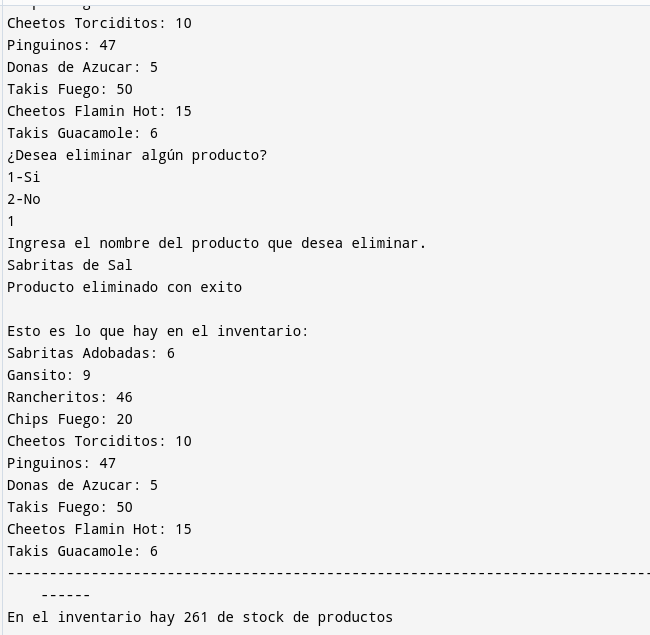 Cheetos Torciditos: 10
Pinguinos: 47
Donas de Azucar: 5
Takis Fuego: 50
Cheetos Flamin Hot: 15
Takis Guacamole: 6
¿Desea eliminar algún producto?
1-Si
2-No
1
Ingresa el nombre del producto que desea eliminar.
Sabritas de Sal
Producto eliminado con exito

Esto es lo que hay en el inventario:
Sabritas Adobadas: 6
Gansito: 9
Rancheritos: 46
Chips Fuego: 20
Cheetos Torciditos: 10
Pinguinos: 47
Donas de Azucar: 5
Takis Fuego: 50
Cheetos Flamin Hot: 15
Takis Guacamole: 6
-----------------------------------------------------------------------------
------
En el inventario hay 261 de stock de productos